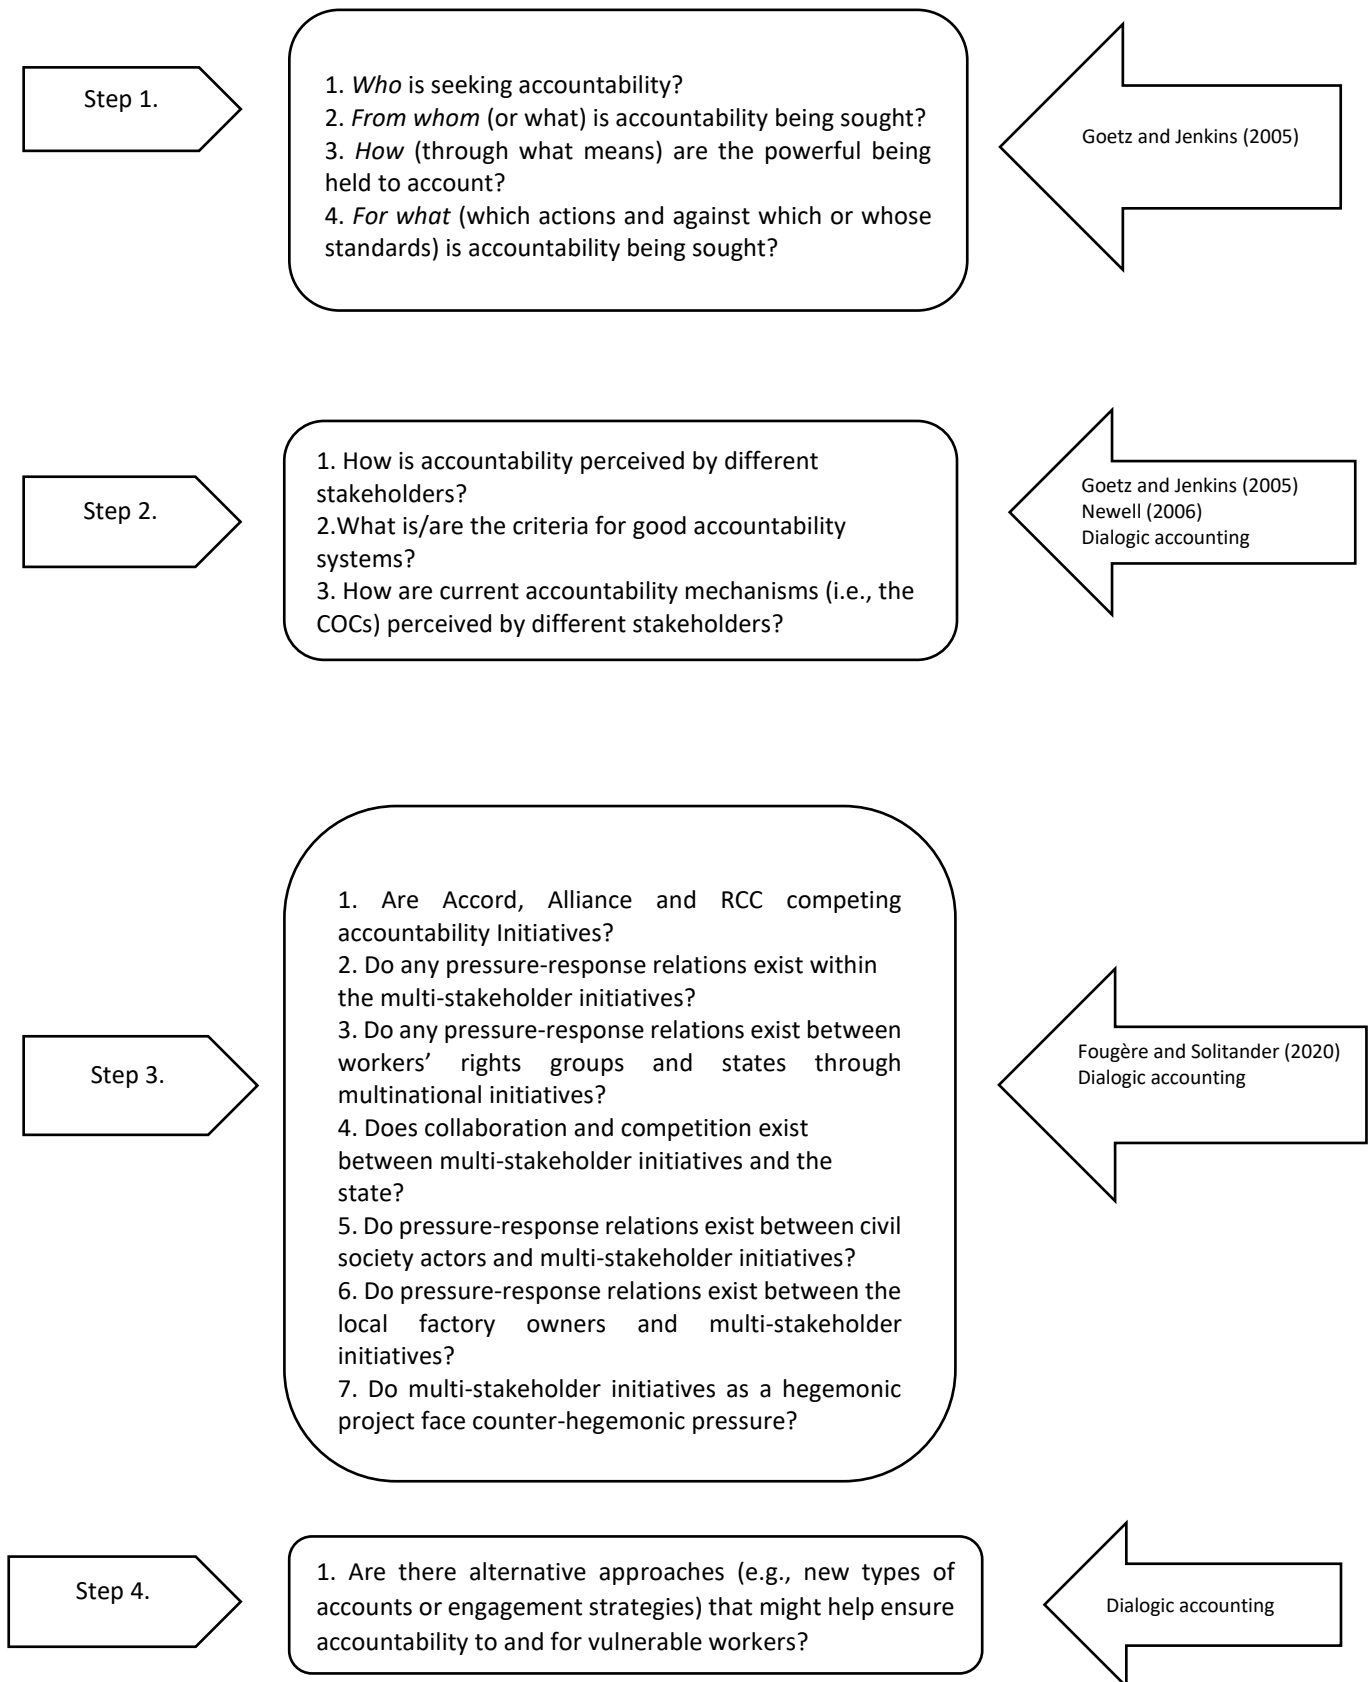 Step 1.
1. Who is seeking accountability?
2. From whom (or what) is accountability being sought?
3. How (through what means) are the powerful being
held to account?
4. For what (which actions and against which or whose
standards) is accountability being sought?
Goetz and Jenkins (2005)
Step 2.
1. How is accountability perceived by different
stakeholders?
2.What is/are the criteria for good accountability
systems?
3. How are current accountability mechanisms (i.e., the
COCs) perceived by different stakeholders?
Goetz and Jenkins (2005)
Newell (2006)
Dialogic accounting
Step 3.
1. Are Accord, Alliance and RCC competing
accountability Initiatives?
2. Do any pressure-response relations exist within
the multi-stakeholder initiatives?
3. Do any pressure-response relations exist between
workers’ rights groups and states through
multinational initiatives?
4. Does collaboration and competition exist
between multi-stakeholder initiatives and the
state?
5. Do pressure-response relations exist between civil
society actors and multi-stakeholder initiatives?
6. Do pressure-response relations exist between the
local factory owners and multi-stakeholder
initiatives?
7. Do multi-stakeholder initiatives as a hegemonic
project face counter-hegemonic pressure?
Fougère and Solitander (2020)
Dialogic accounting
Step 4.
1. Are there alternative approaches (e.g., new types of
accounts or engagement strategies) that might help ensure
accountability to and for vulnerable workers?
Dialogic accounting